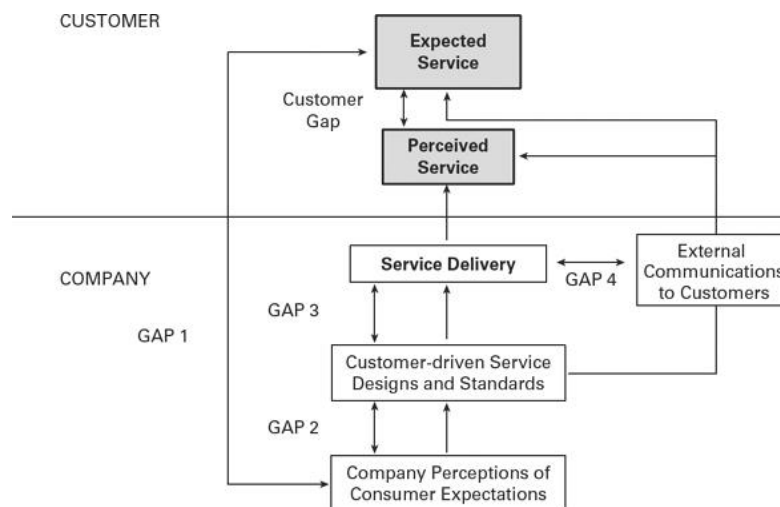 CUSTOMER
Expected
Service
Customer
Gap
Perceived
Service
COMPANY
Service Delivery
GAP 4
External
Communications
to Customers
GAP 3
GAP 1
Customer-driven Service
Designs and Standards
GAP 2
Company Perceptions of
Consumer Expectations